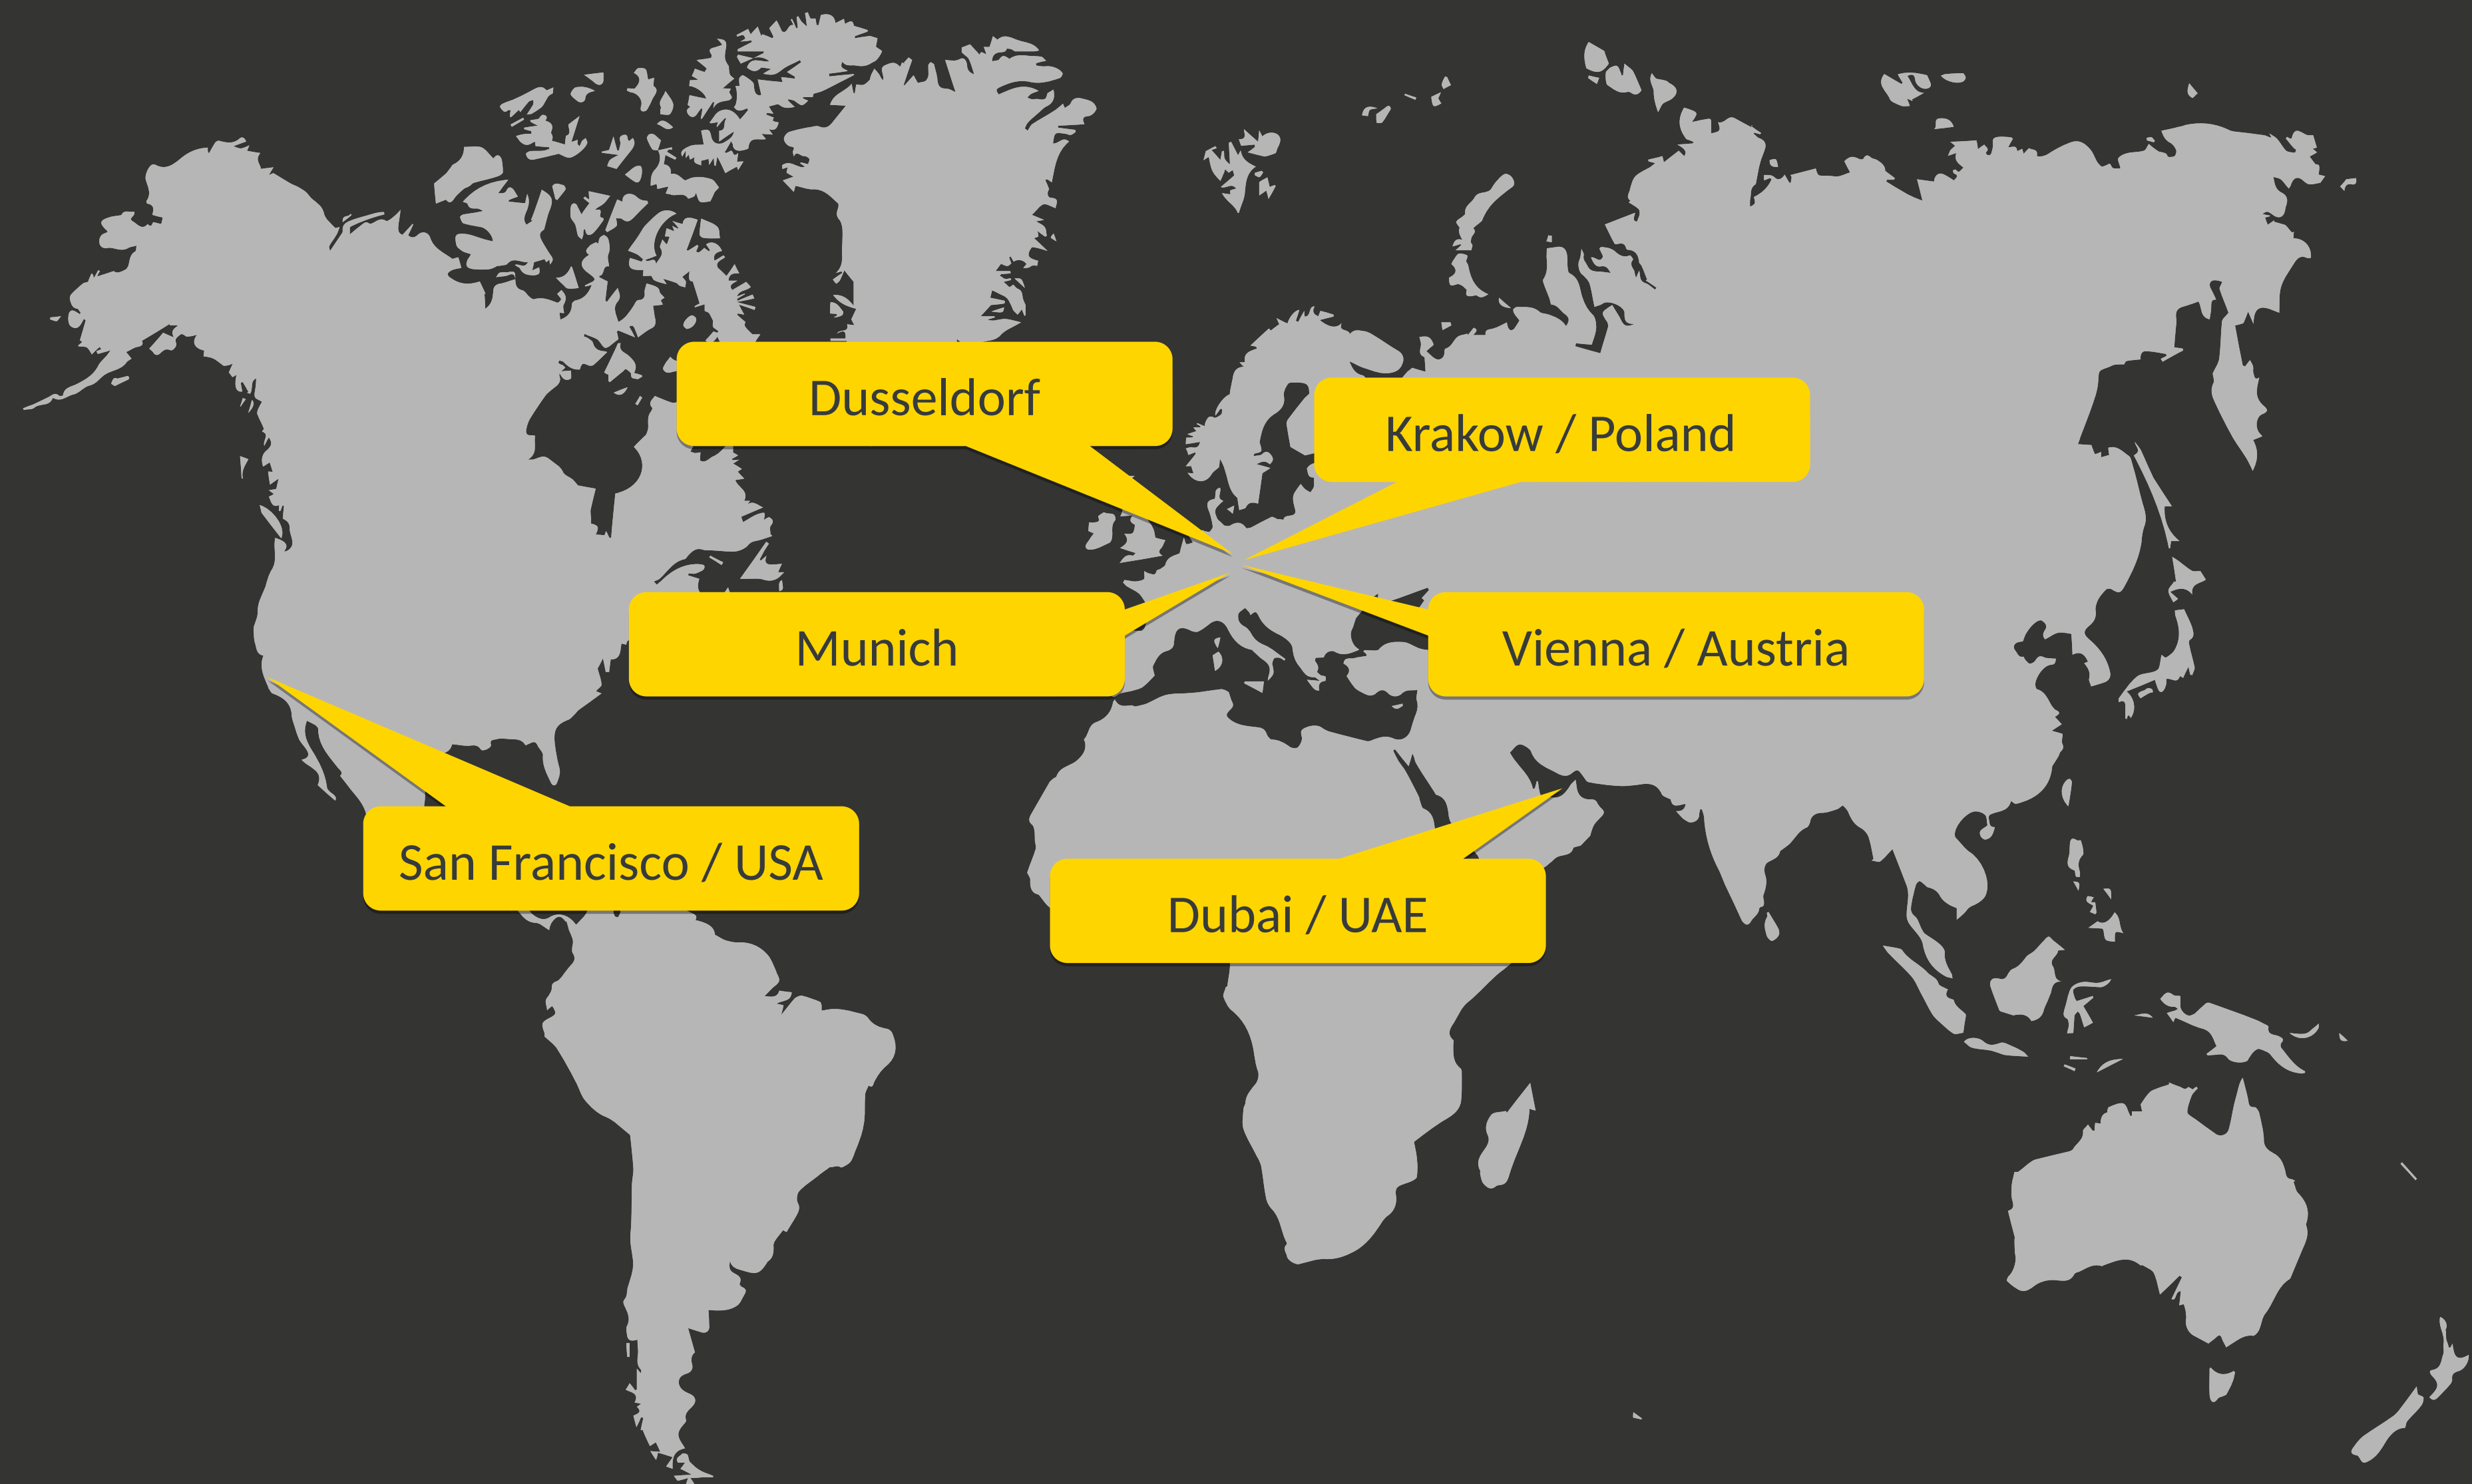 Dusseldorf
Krakow / Poland
Munich
Vienna / Austria
San Francisco / USA
Dubai / UAE